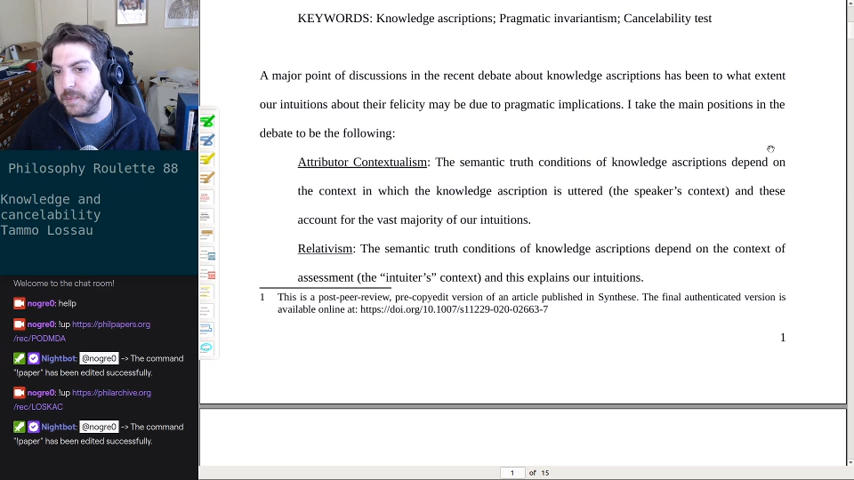 KEYWORDS: Knowledge ascriptions; Pragmatic invariantism; Cancelability test
A major point of discussions in the recent debate about knowledge ascriptions has been to what extent
our intuitions about their felicity may be due to pragmatic implications. I take the main positions in the
debate to be the following:
Attributor Contextualism: The semantic truth conditions of knowledge ascriptions depend on
the context in which the knowledge ascription is uttered (the speaker's context) and these
account for the vast majority of our intuitions.
Relativism: The semantic truth conditions of knowledge ascriptions depend on the context of
assessment (the “intuiter's” context) and this explains our intuitions.
1 This is a post-peer-review, pre-copyedit version of an article published in Synthese. The final authenticated version is
available online at: https://doi.org/10.1007/s11229-020-02663-7
1
1 of 15
Philosophy Roulette 88
Knowledge and
cancelability
Tammo Lossau
Welcome to the chat room!
nogre0: hellp
nogre0: !up https://philpapers.org
/rec/PODMDA
Nightbot: @nogre0 -> The command
"!paper" has been edited successfully.
nogre0: !up https://philarchive.org
/rec/LOSKAC
Nightbot: @nogre0 -> The command
"!paper" has been edited successfully.